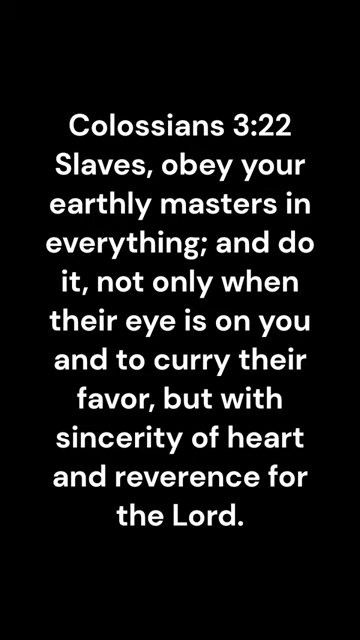 Colossians 3:22
Slaves, obey your
earthly masters in
everything; and do
it, not only when
their eye is on you
and to curry their
favor, but with
sincerity of heart
and reverence for
the Lord.